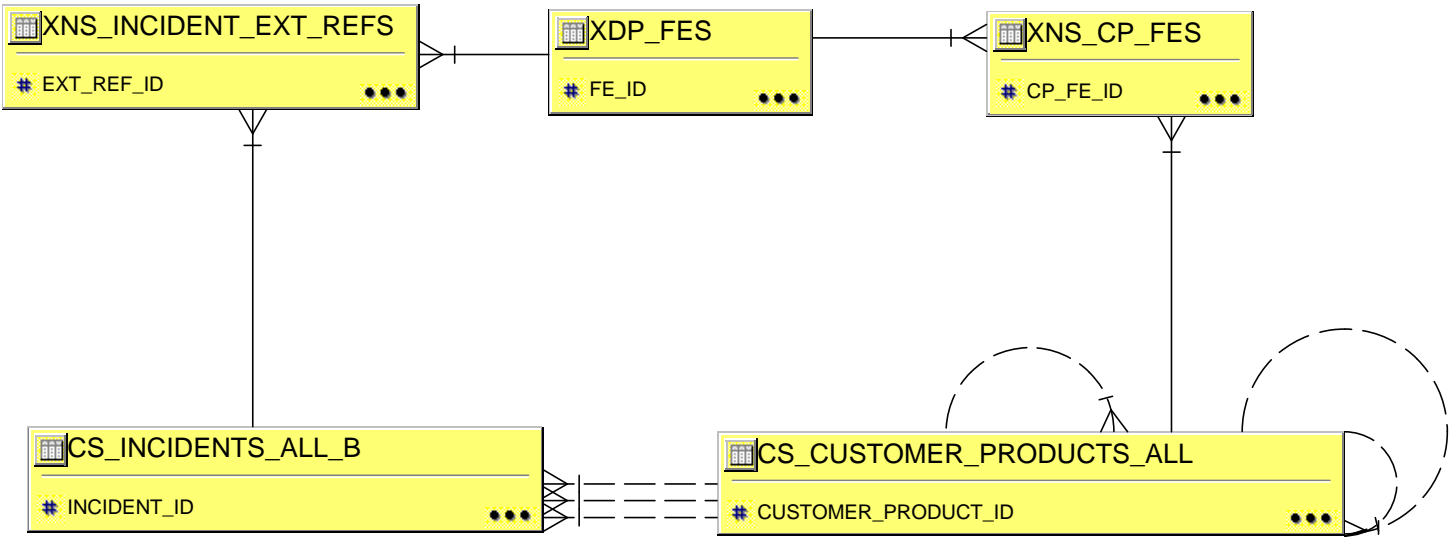 XNS_INCIDENT_EXT_REFS
# EXT_REF_ID
XDP_FES
# FE_ID
XNS_CP_FES
# CP_FE_ID
CS_INCIDENTS_ALL_B
# INCIDENT_ID
CS_CUSTOMER_PRODUCTS_ALL
# CUSTOMER_PRODUCT_ID